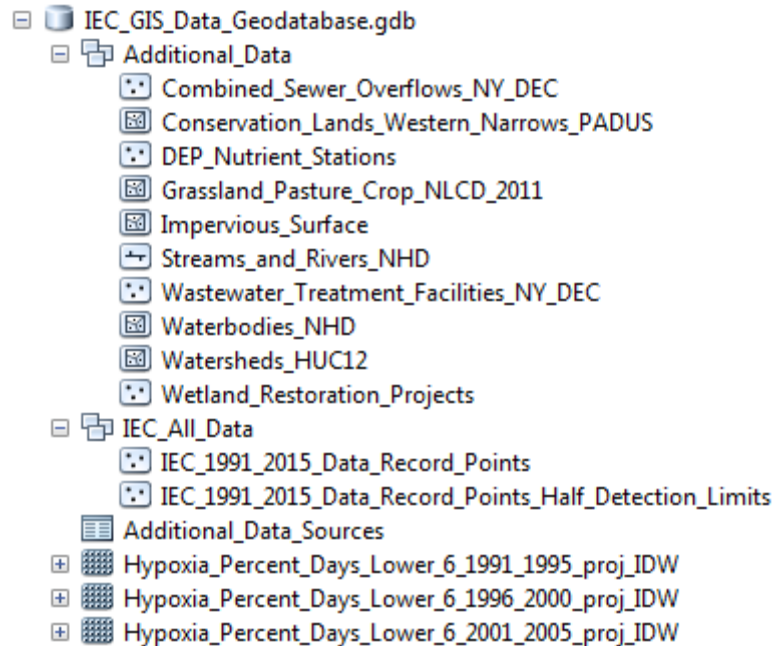 IEC_GIS_Data_Geodatabase.gdb
Additional_Data
Combined_Sewer_Overflows_NY_DEC
Conservation_Lands_Western_Narrows_PADUS
DEP_Nutrient_Stations
Grassland_Pasture_Crop_NLCD_2011
Impervious_Surface
Streams_and_Rivers_NHD
Wastewater_Treatment_Facilities_NY_DEC
Waterbodies_NHD
Watersheds_HUC12
Wetland_Restoration_Projects
IEC_All_Data
IEC_1991_2015_Data_Record_Points
IEC_1991_2015_Data_Record_Points_Half_Detection_Limits
Additional_Data_Sources
Hypoxia_Percent_Days_Lower_6_1991_1995_proj_IDW
Hypoxia_Percent_Days_Lower_6_1996_2000_proj_IDW
Hypoxia_Percent_Days_Lower_6_2001_2005_proj_IDW